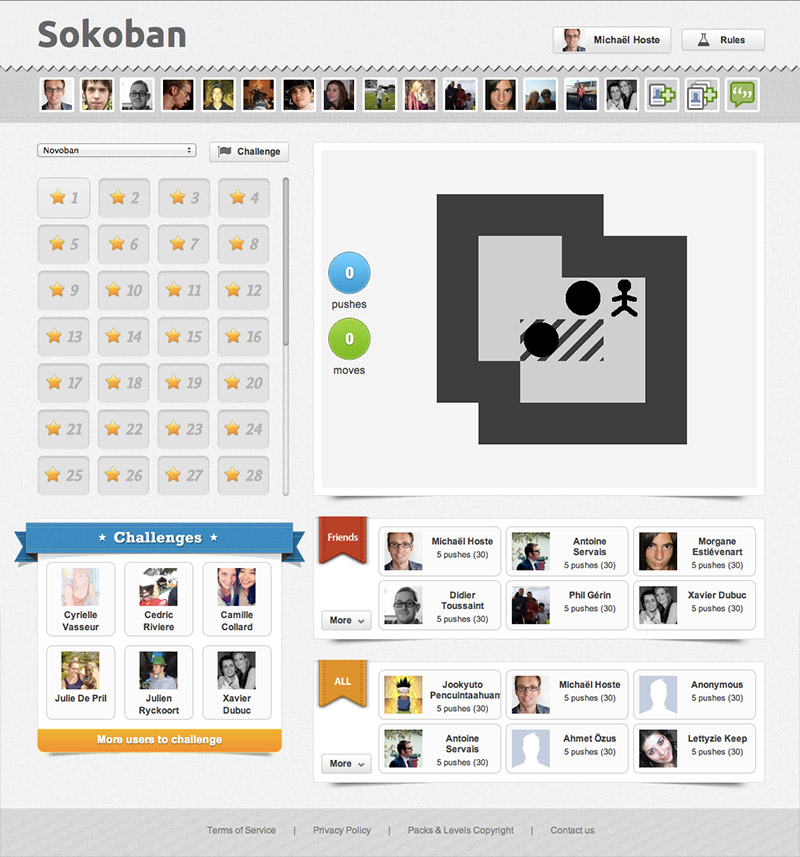 Sokoban
Michaël Hoste
Rules
Novoban
Challenge
1 2 3 4
5 6 7 8
9 10 11 12
13 14 15 16
17 18 19 20
21 22 23 24
25 26 27 28
0
pushes
0
moves
Challenges
Cyrielle
Vasseur
Cedric
Riviere
Camille
Collard
Julie De Pril
Julien
Ryckoort
Xavier
Dubuc
More users to challenge
Friends
Michaël Hoste
5 pushes (30)
Antoine
Servais
5 pushes (30)
Morgane
Estiévenart
5 pushes (30)
Didier
Toussaint
5 pushes (30)
Phil Gérin
5 pushes (30)
Xavier Dubuc
5 pushes (30)
More
ALL
Jookyuto
Pencuintaahuan
5 pushes (30)
Michaël Hoste
5 pushes (30)
Anonymous
5 pushes (30)
Antoine
Servais
5 pushes (30)
Ahmet Özus
5 pushes (30)
Lettyzie Keep
5 pushes (30)
More
Terms of Service | Privacy Policy | Packs & Levels Copyright | Contact us